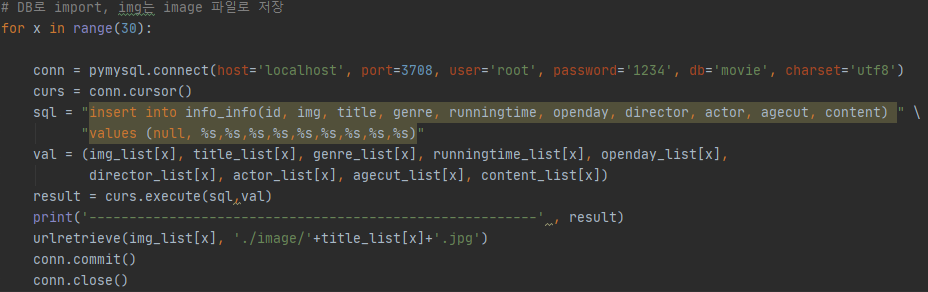 # DB로 import, img는 image 파일로 저장
for x in range(30):
conn = pymysql.connect(host='localhost', port=3708, user='root', password='1234', db='movie', charset='utf8')
curs = conn.cursor()
sql = "insert into info_info(id, img, title, genre, runningtime, openday, director, actor, agecut, content) " \
"values (null, %s,%s,%s,%s,%s,%s,%s,%s,%s)"
val = (img_list[x], title_list[x], genre_list[x], runningtime_list[x], openday_list[x],
director_list[x], actor_list[x], agecut_list[x], content_list[x])
result = curs.execute(sql,val)
print('--------------------------------------------------------', result)
urlretrieve(img_list[x], './image/'+title_list[x]+'.jpg')
conn.commit()
conn.close()